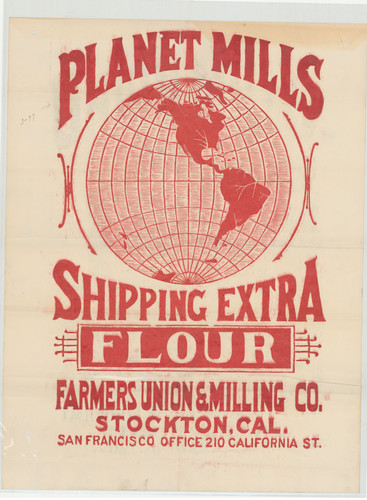 PLANET MILLS
SHIPPING EXTRA
FLOUR
FARMERS UNION & MILLING CO.
STOCKTON, CAL.
SAN FRANCISCO OFFICE 210 CALIFORNIA ST.